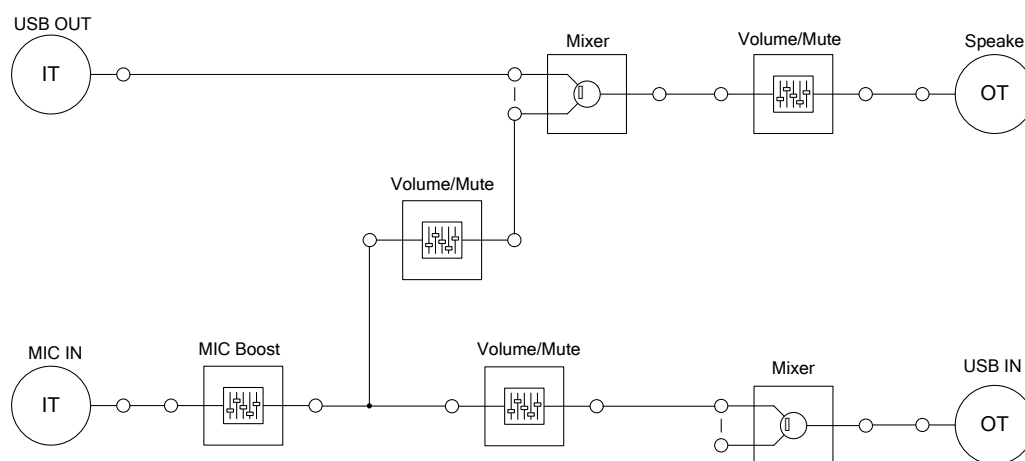 USB OUT
IT
Mixer
Volume/Mute
Speake
OT
Volume/Mute
MIC IN
IT
MIC Boost
Volume/Mute
Mixer
USB IN
OT